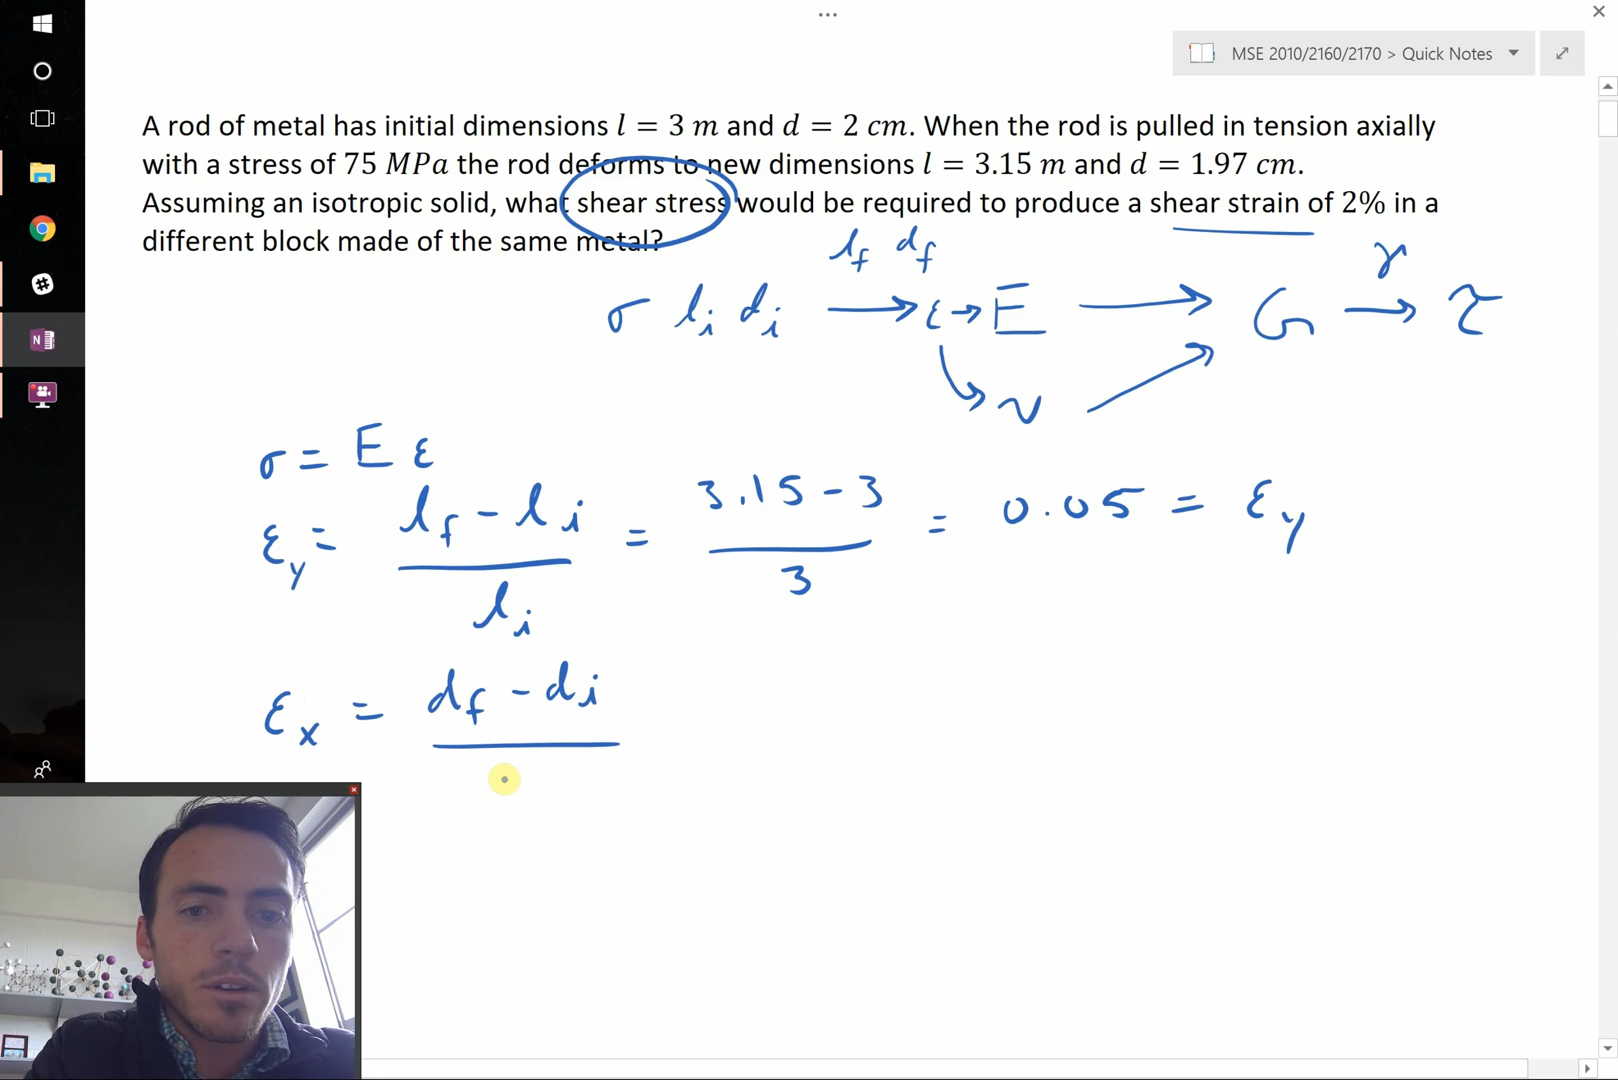 MSE 2010/2160/2170 > Quick Notes
A rod of metal has initial dimensions l = 3 m and d = 2 cm. When the rod is pulled in tension axially
with a stress of 75 MPa the rod deforms to new dimensions l = 3.15 m and d = 1.97 cm.
Assuming an isotropic solid, what shear stress would be required to produce a shear strain of 2% in a
different block made of the same metal?
l_f d_f γ
σ l_i d_i → ε → E → G → τ
ν
σ = E ε
ε_y = (l_f - l_i) / l_i = (3.15 - 3) / 3 = 0.05 = ε_y
ε_x = d_f - d_i